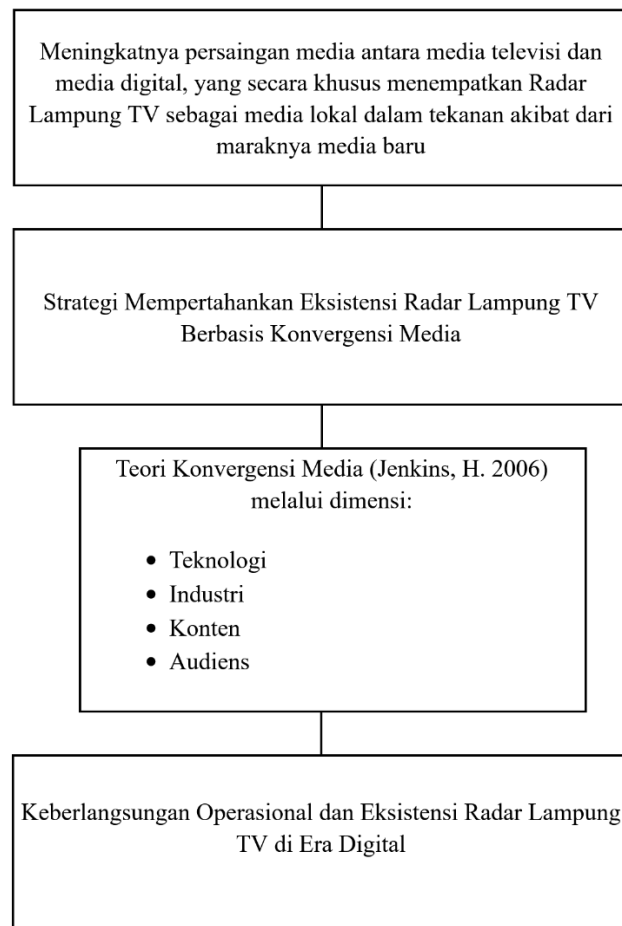 Meningkatnya persaingan media antara media televisi dan
media digital, yang secara khusus menempatkan Radar
Lampung TV sebagai media lokal dalam tekanan akibat dari
maraknya media baru
Strategi Mempertahankan Eksistensi Radar Lampung TV
Berbasis Konvergensi Media
Teori Konvergensi Media (Jenkins, H. 2006)
melalui dimensi:
• Teknologi
• Industri
• Konten
• Audiens
Keberlangsungan Operasional dan Eksistensi Radar Lampung
TV di Era Digital